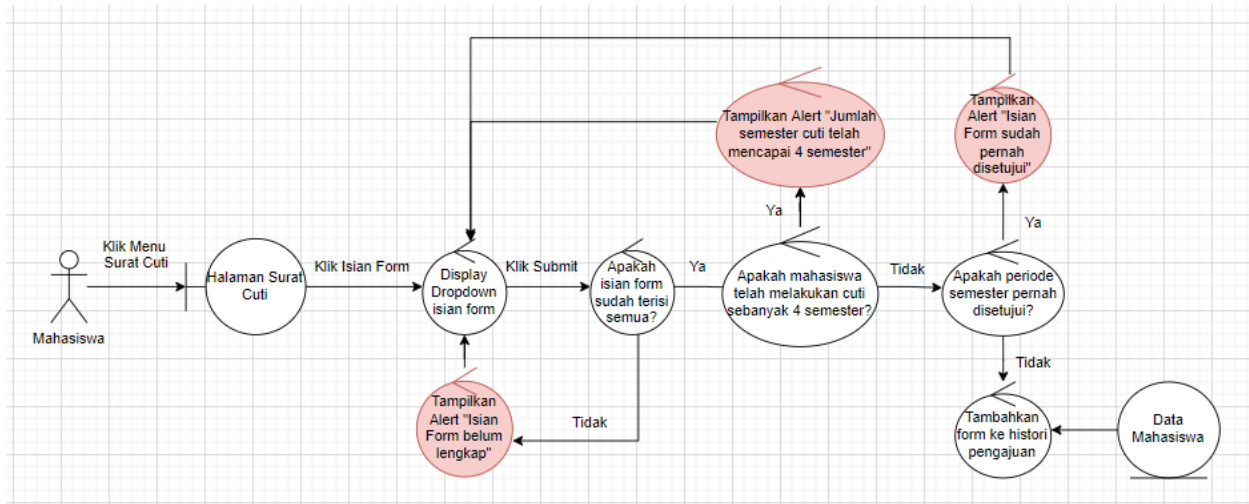 Tampilkan Alert "Jumlah
semester cuti telah
mencapai 4 semester"
Tampilkan
Alert "Isian
Form sudah
pernah
disetujui"
Ya
Ya
Klik Menu
Surat Cuti
Mahasiswa
Halaman Surat
Cuti
Klik Isian Form
Display
Dropdown
isian form
Klik Submit
Apakah
isian form
sudah terisi
semua?
Ya
Apakah mahasiswa
telah melakukan cuti
sebanyak 4 semester?
Tidak
Apakah periode
semester pernah
disetujui?
Tidak
Tampilkan
Alert "Isian
Form belum
lengkap"
Tidak
Tambahkan
form ke histori
pengajuan
Data
Mahasiswa